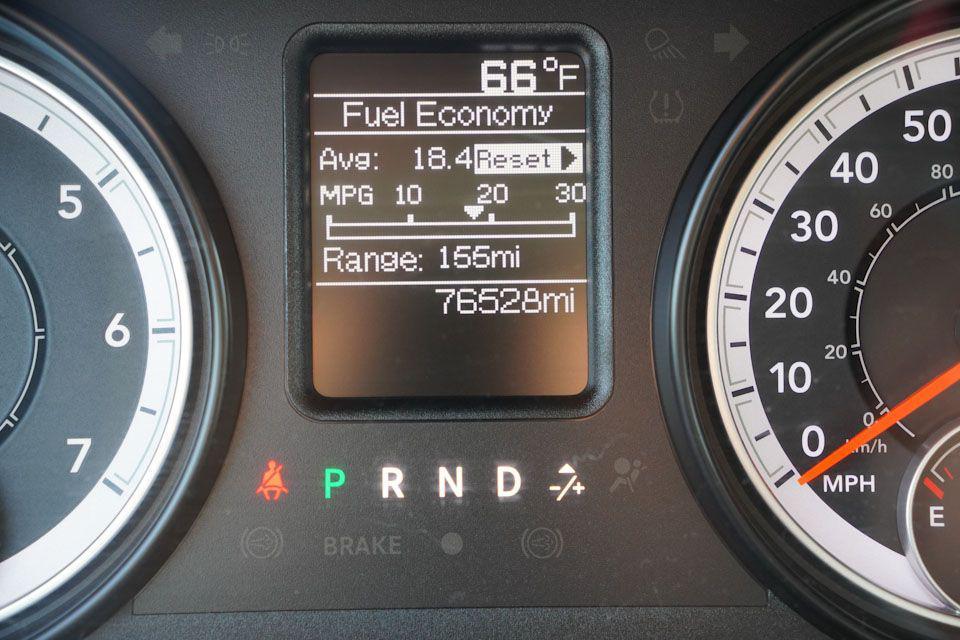 66°F
Fuel Economy
Avg: 18.4 Reset
MPG 10 20 30
Range: 155mi
76528mi
5
6
7
50
40
30
20
10
0
MPH
80
60
40
20
0
km/h
E
P R N D -/+
BRAKE